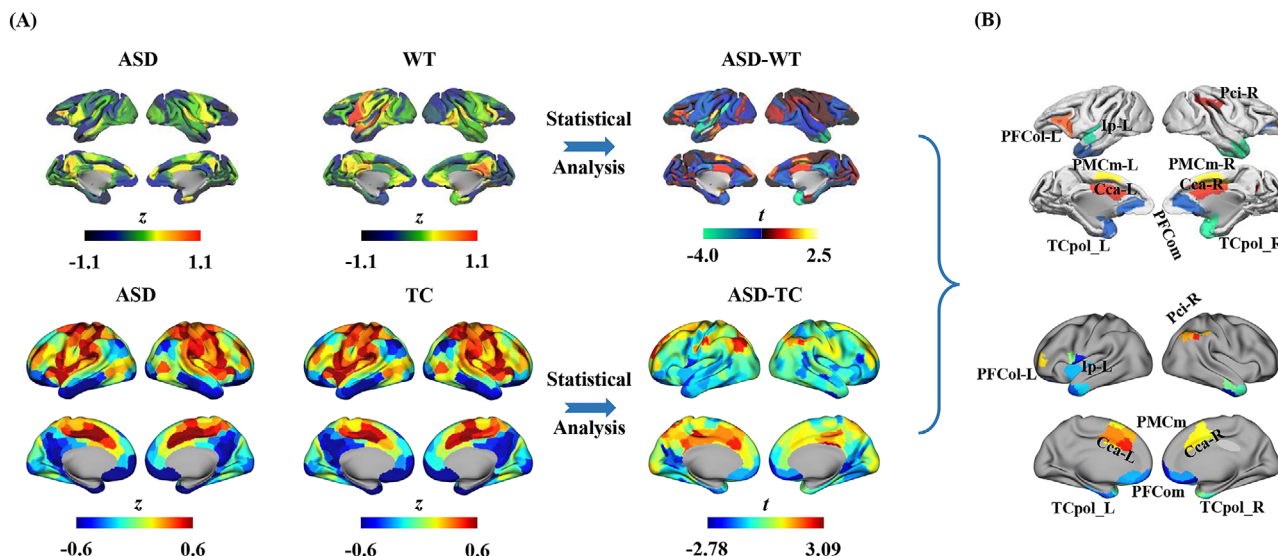 (A)
(B)
ASD
WT
ASD-WT
Statistical
Analysis
z
-1.1
1.1
z
-1.1
1.1
t
-4.0
2.5
ASD
TC
ASD-TC
Statistical
Analysis
z
-0.6
0.6
z
-0.6
0.6
t
-2.78
3.09
Pci-R
PFCol-L
Ip-L
PMCm-L
PMCm-R
Cca-L
Cca-R
PFCom
TCpol_L
TCpol_R
Pci-R
PFCol-L
Ip-L
PMCm
Cca-L
Cca-R
PFCom
TCpol_L
TCpol_R